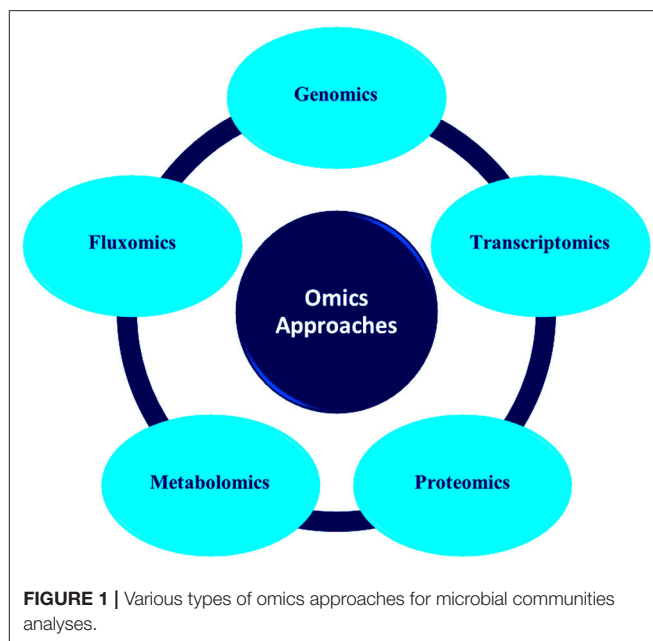 Genomics
Fluxomics
Transcriptomics
Omics
Approaches
Metabolomics
Proteomics
FIGURE 1 | Various types of omics approaches for microbial communities
analyses.